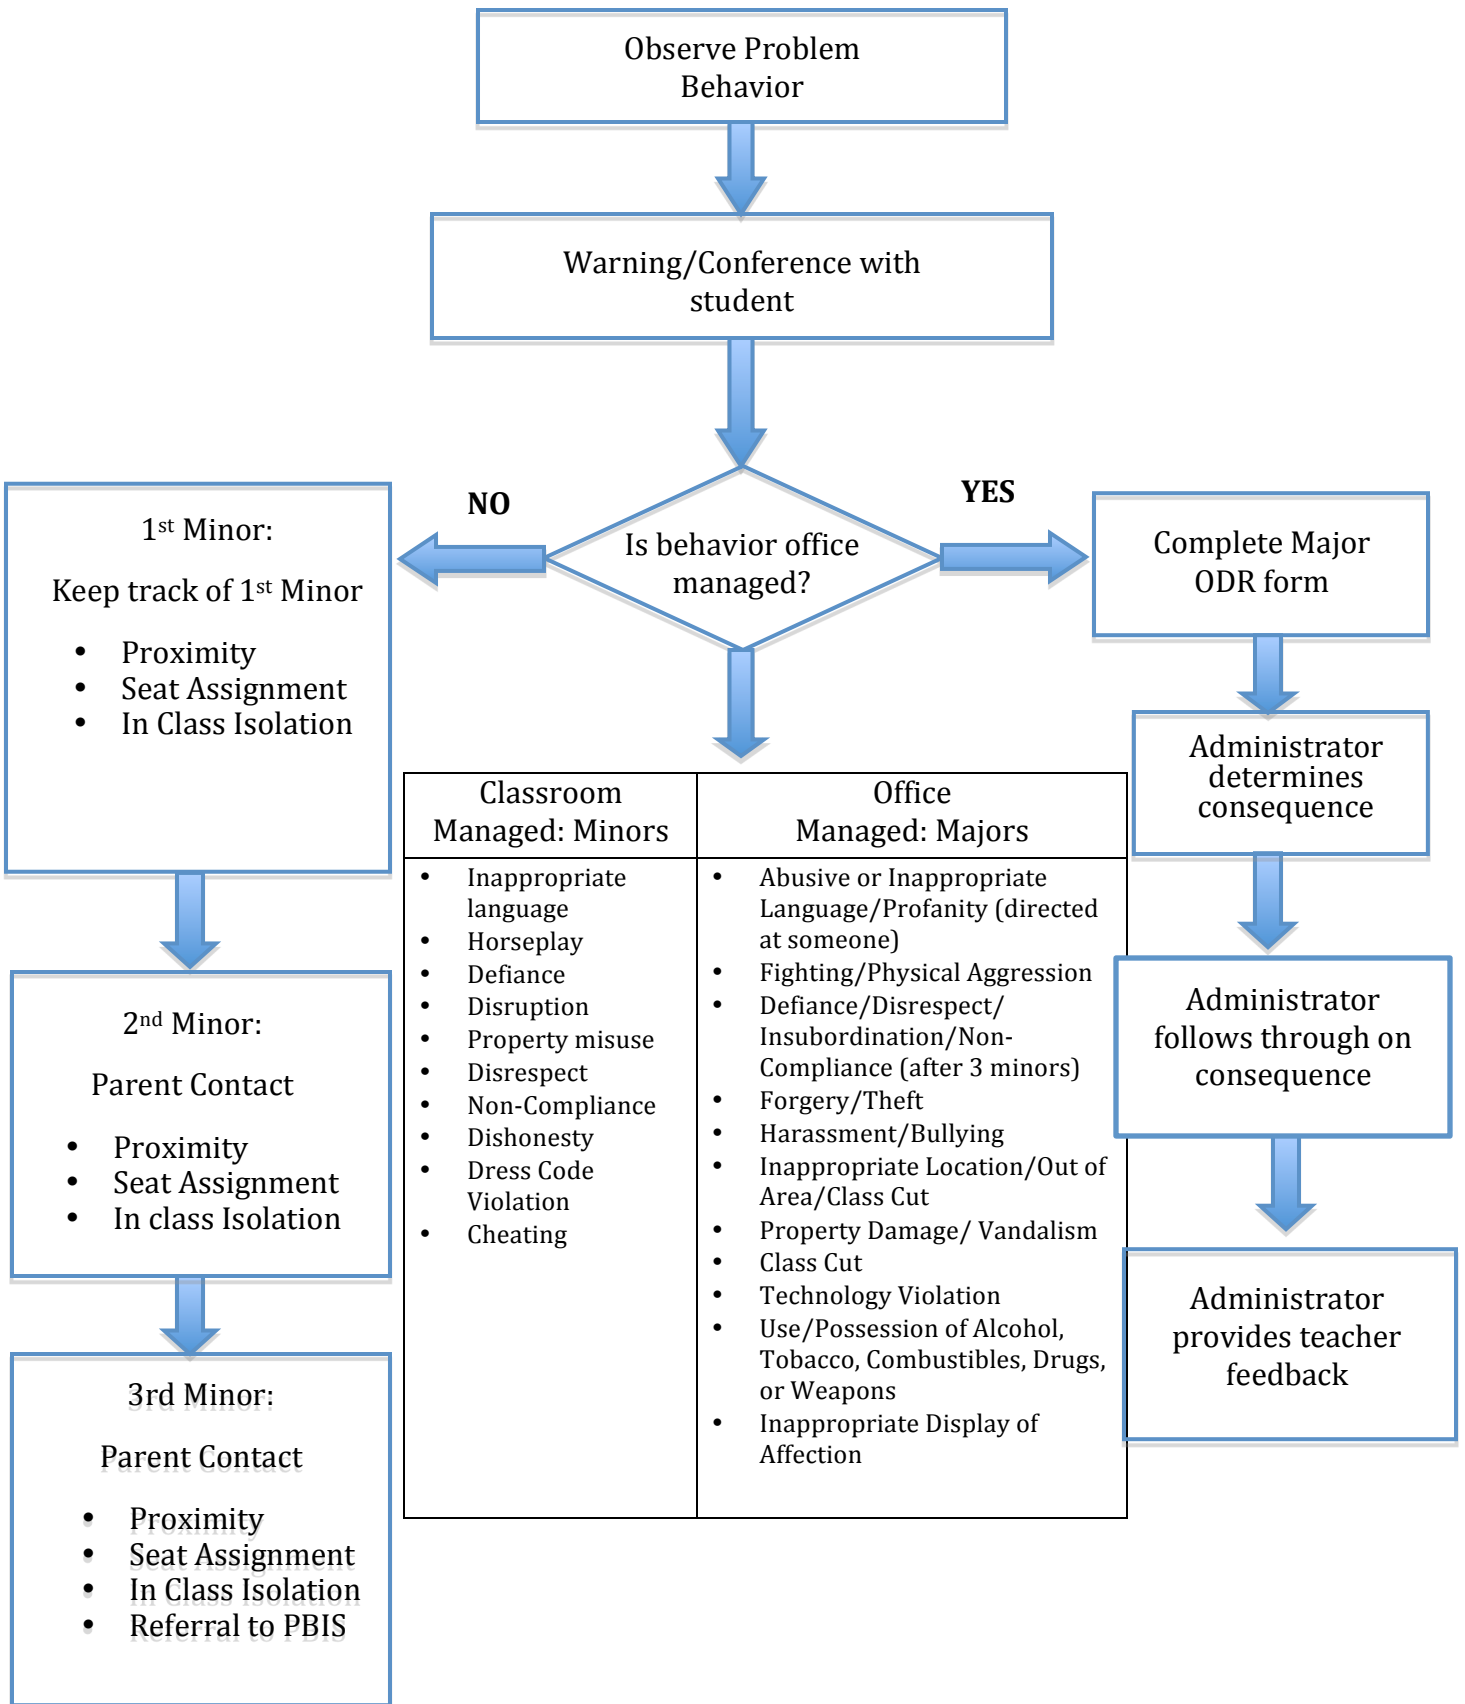 Observe Problem
Behavior
Warning/Conference with
student
NO
YES
Is behavior office
managed?
1st Minor:
Keep track of 1st Minor
• Proximity
• Seat Assignment
• In Class Isolation
2nd Minor:
Parent Contact
• Proximity
• Seat Assignment
• In class Isolation
3rd Minor:
Parent Contact
• Proximity
• Seat Assignment
• In Class Isolation
• Referral to PBIS
Classroom
Managed: Minors
• Inappropriate
language
• Horseplay
• Defiance
• Disruption
• Property misuse
• Disrespect
• Non-Compliance
• Dishonesty
• Dress Code
Violation
• Cheating
Office
Managed: Majors
• Abusive or Inappropriate
Language/Profanity (directed
at someone)
• Fighting/Physical Aggression
• Defiance/Disrespect/
Insubordination/Non-
Compliance (after 3 minors)
• Forgery/Theft
• Harassment/Bullying
• Inappropriate Location/Out of
Area/Class Cut
• Property Damage/ Vandalism
• Class Cut
• Technology Violation
• Use/Possession of Alcohol,
Tobacco, Combustibles, Drugs,
or Weapons
• Inappropriate Display of
Affection
Complete Major
ODR form
Administrator
determines
consequence
Administrator
follows through on
consequence
Administrator
provides teacher
feedback